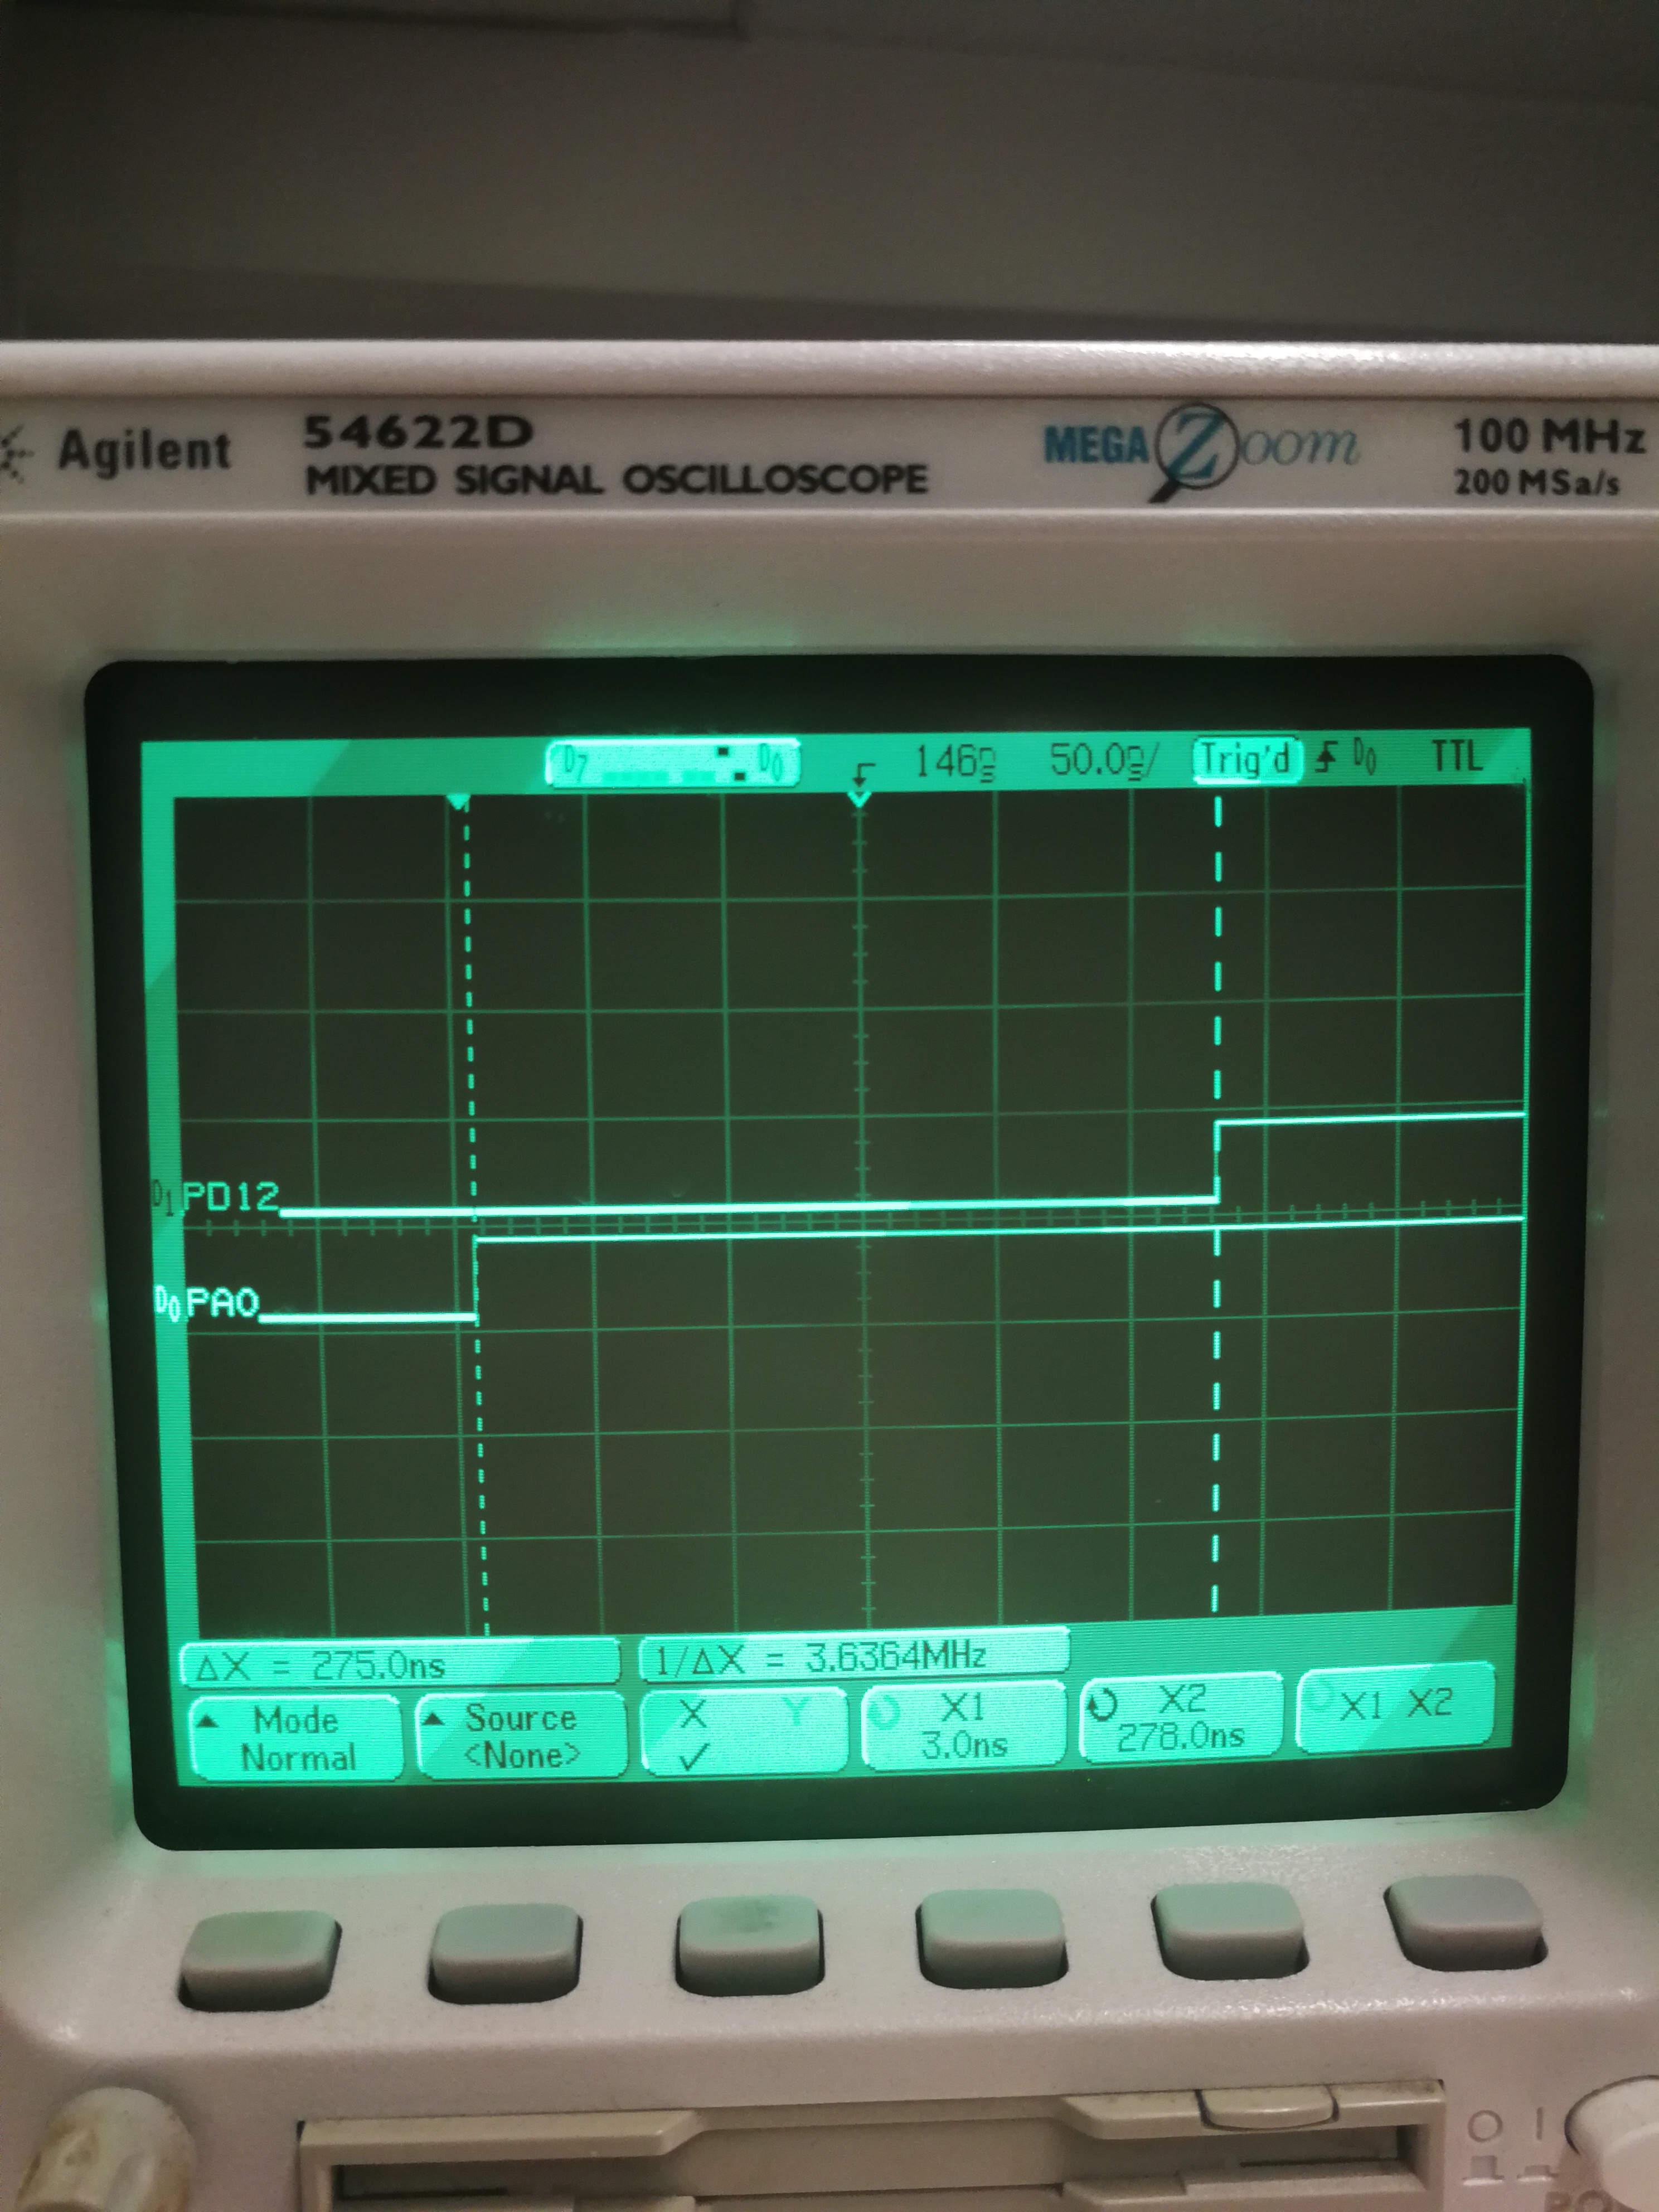 Agilent
54622D
MIXED SIGNAL OSCILLOSCOPE
MEGA Zoom
100 MHz
200 MSa/s
D7 D0 146ns 50.0ns/ Trig'd D0 TTL
D1 PD12
D0 PA0
ΔX = 275.0ns
1/ΔX = 3.6364MHz
Mode
Normal
Source
<None>
X Y
✓
X1
3.0ns
X2
278.0ns
X1 X2